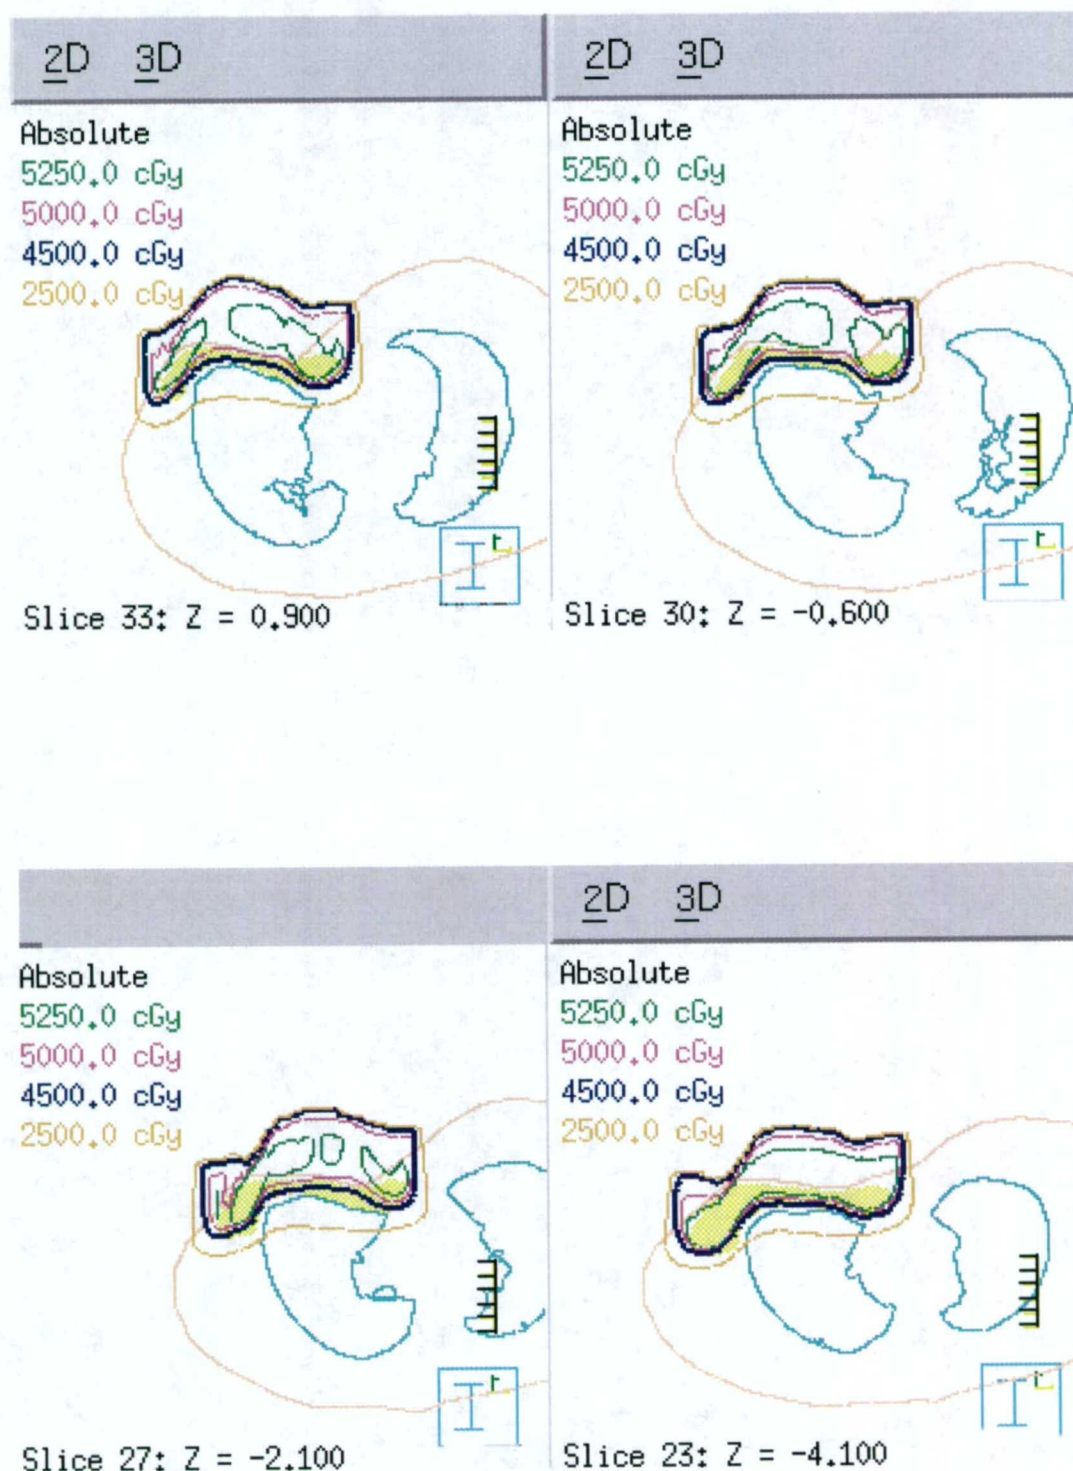 2D 3D
Absolute
5250.0 cGy
5000.0 cGy
4500.0 cGy
2500.0 cGy
Slice 33: Z = 0.900
2D 3D
Absolute
5250.0 cGy
5000.0 cGy
4500.0 cGy
2500.0 cGy
Slice 30: Z = -0.600
Absolute
5250.0 cGy
5000.0 cGy
4500.0 cGy
2500.0 cGy
Slice 27: Z = -2.100
2D 3D
Absolute
5250.0 cGy
5000.0 cGy
4500.0 cGy
2500.0 cGy
Slice 23: Z = -4.100